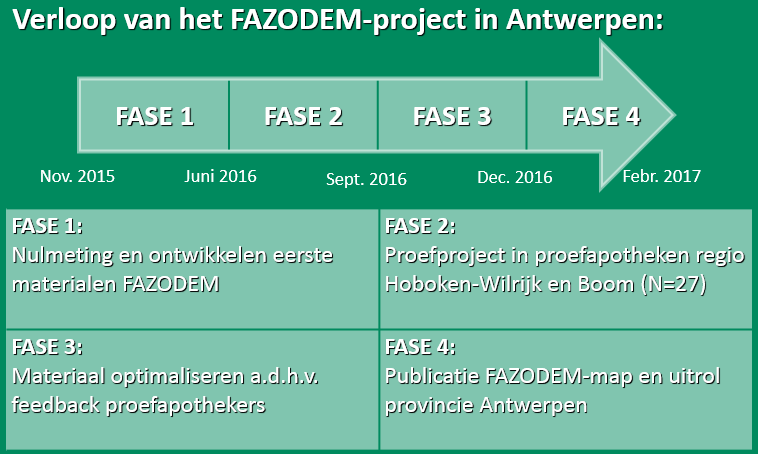 Verloop van het FAZODEM-project in Antwerpen:
FASE 1
FASE 2
FASE 3
FASE 4
Nov. 2015
Juni 2016
Sept. 2016
Dec. 2016
Febr. 2017
FASE 1:
Nulmeting en ontwikkelen eerste
materialen FAZODEM
FASE 2:
Proefproject in proefapotheken regio
Hoboken-Wilrijk en Boom (N=27)
FASE 3:
Materiaal optimaliseren a.d.h.v.
feedback proefapothekers
FASE 4:
Publicatie FAZODEM-map en uitrol
provincie Antwerpen